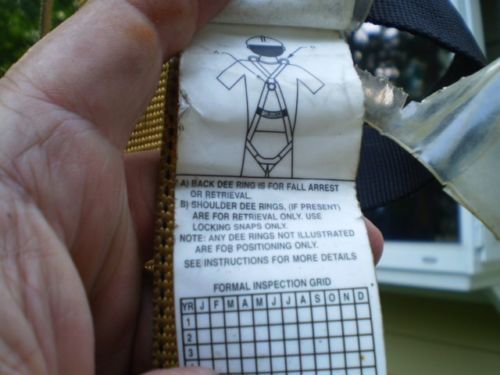 A) BACK DEE RING IS FOR FALL ARREST
OR RETRIEVAL.
B) SHOULDER DEE RINGS, (IF PRESENT)
ARE FOR RETRIEVAL ONLY. USE
LOCKING SNAPS ONLY.
NOTE: ANY DEE RINGS NOT ILLUSTRATED
ARE FOB POSITIONING ONLY.
SEE INSTRUCTIONS FOR MORE DETAILS
FORMAL INSPECTION GRID
YR J F M A M J J A S O N D
1
2
3